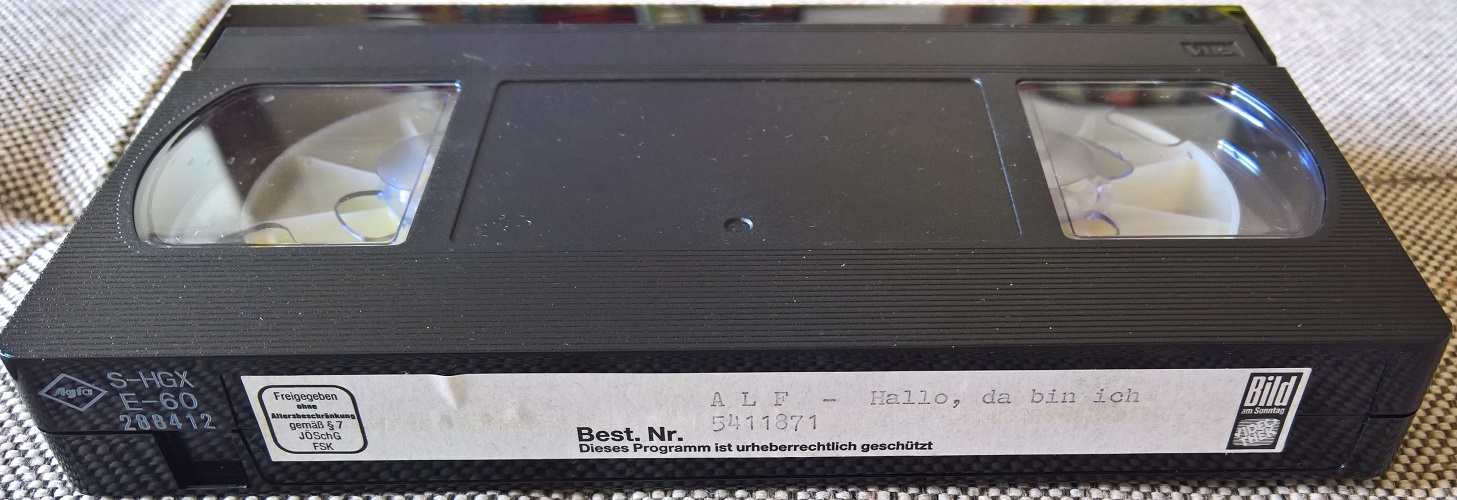 VHS
Agfa
S-HGX
E-60
288412
Freigegeben
ohne
Altersbeschränkung
gemäß § 7
JÖSchG
FSK
A L F - Hallo, da bin ich
Best. Nr. 5411871
Dieses Programm ist urheberrechtlich geschützt
Bild
am Sonntag